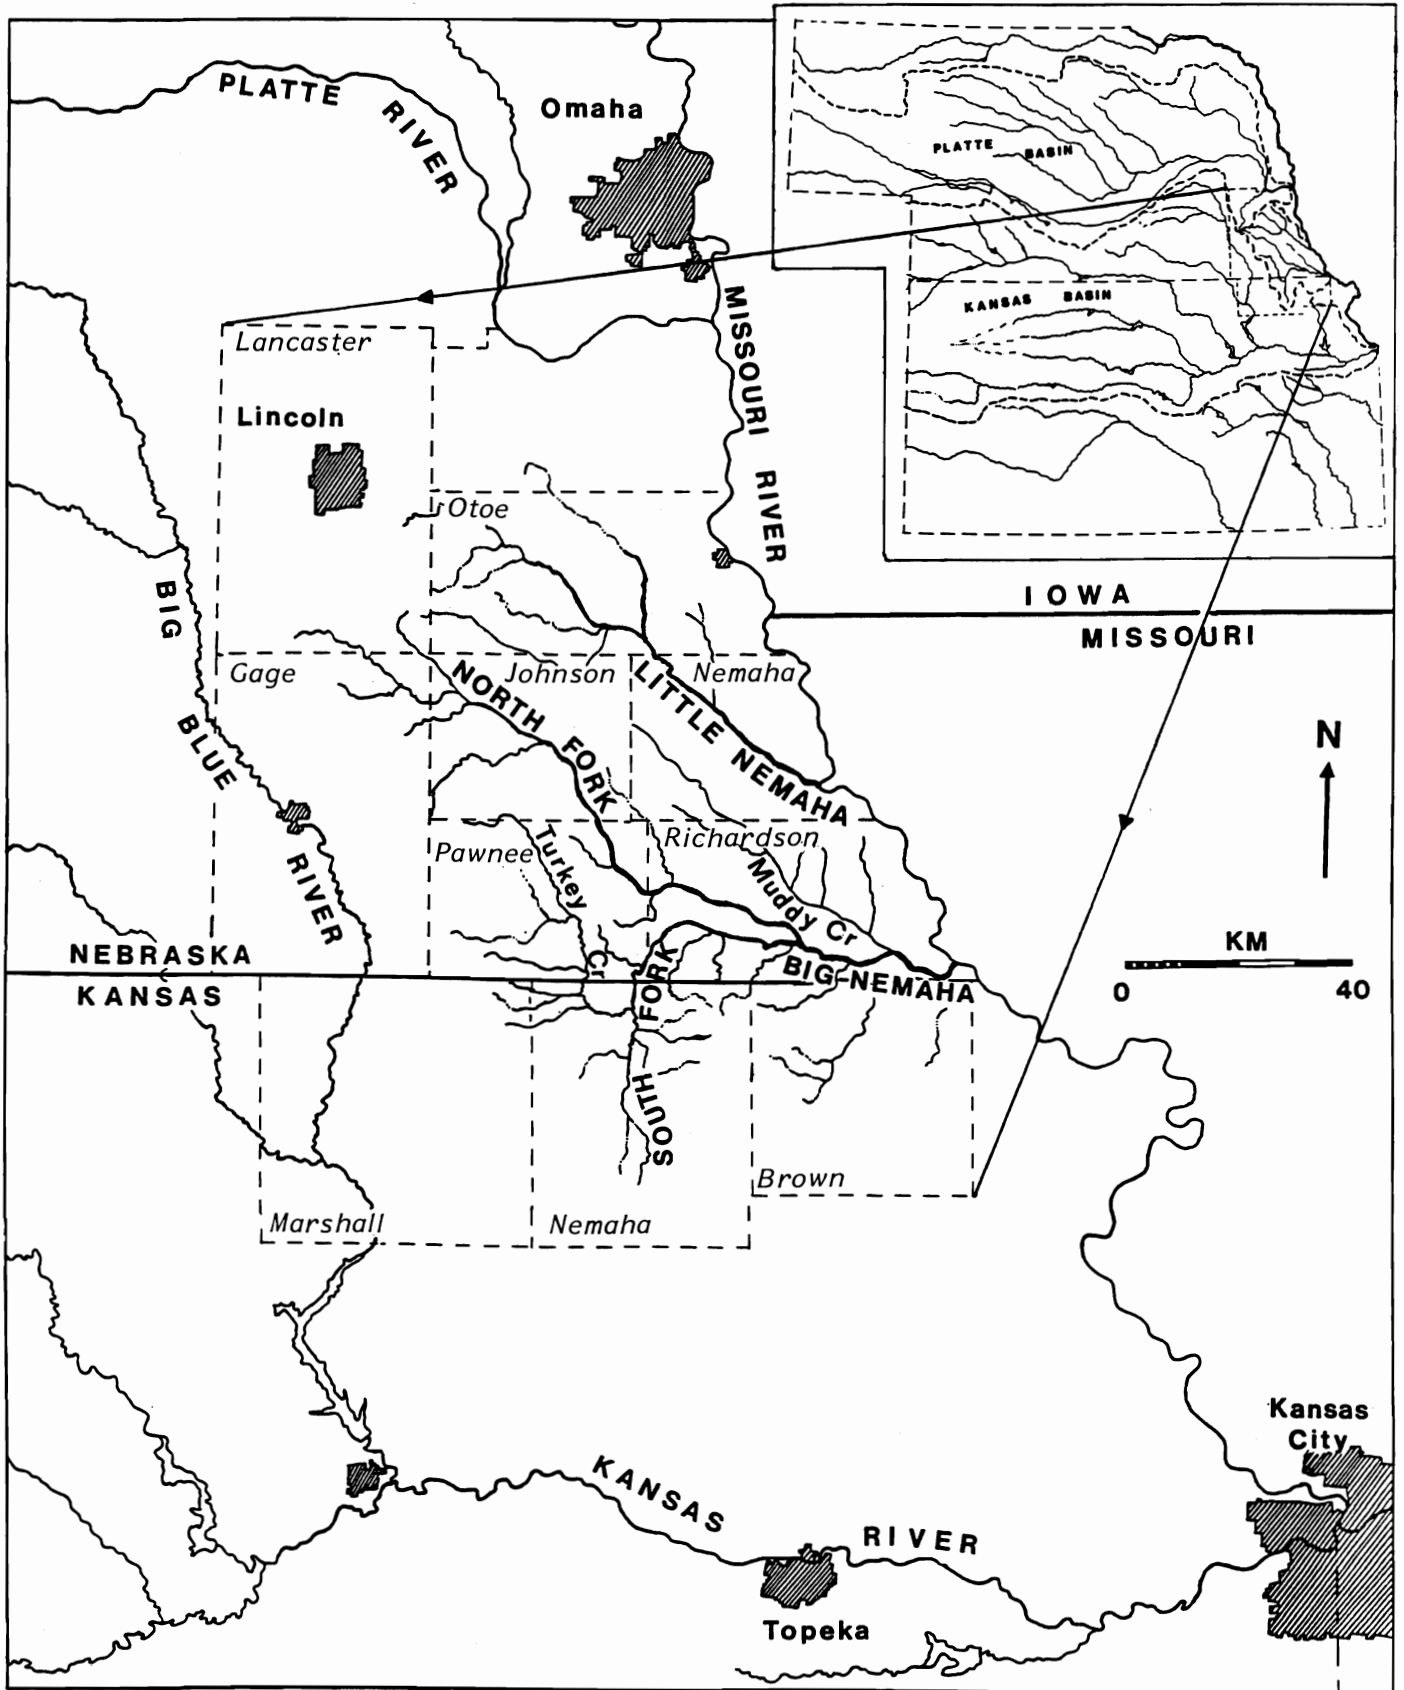 PLATTE RIVER
Omaha
PLATTE BASIN
KANSAS BASIN
MISSOURI RIVER
Lancaster
Lincoln
Otoe
IOWA
MISSOURI
BIG BLUE RIVER
Gage
Johnson
Nemaha
NORTH FORK
LITTLE NEMAHA
N
Pawnee
Richardson
Turkey Cr
Muddy Cr
NEBRASKA
KANSAS
BIG NEMAHA
SOUTH FORK
KM
0 40
Brown
Marshall
Nemaha
Kansas
City
KANSAS RIVER
Topeka